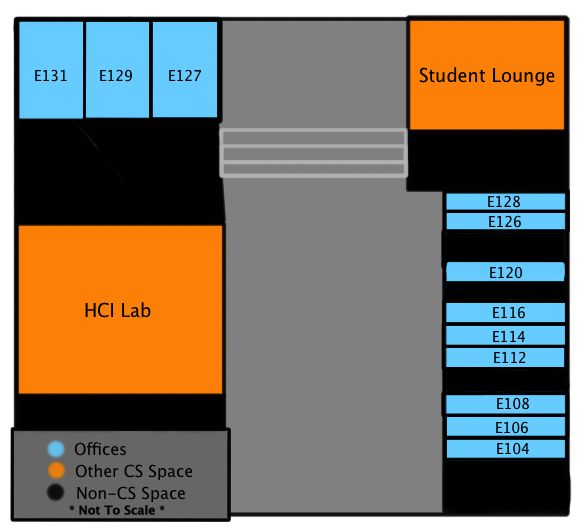 E131 E129 E127
Student Lounge
E128
E126
E120
HCI Lab
E116
E114
E112
E108
E106
E104
Offices
Other CS Space
Non-CS Space
* Not To Scale *